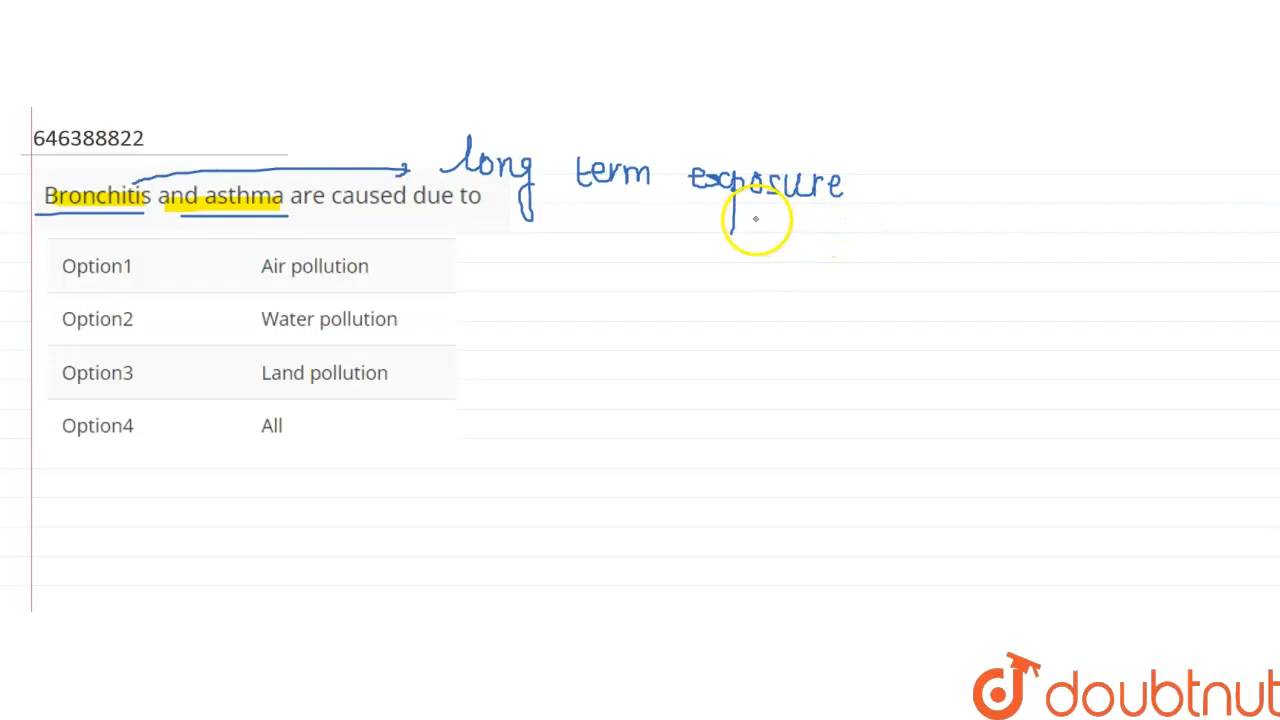 646388822
long term exposure
Bronchitis and asthma are caused due to
Option1 Air pollution
Option2 Water pollution
Option3 Land pollution
Option4 All
doubtnut